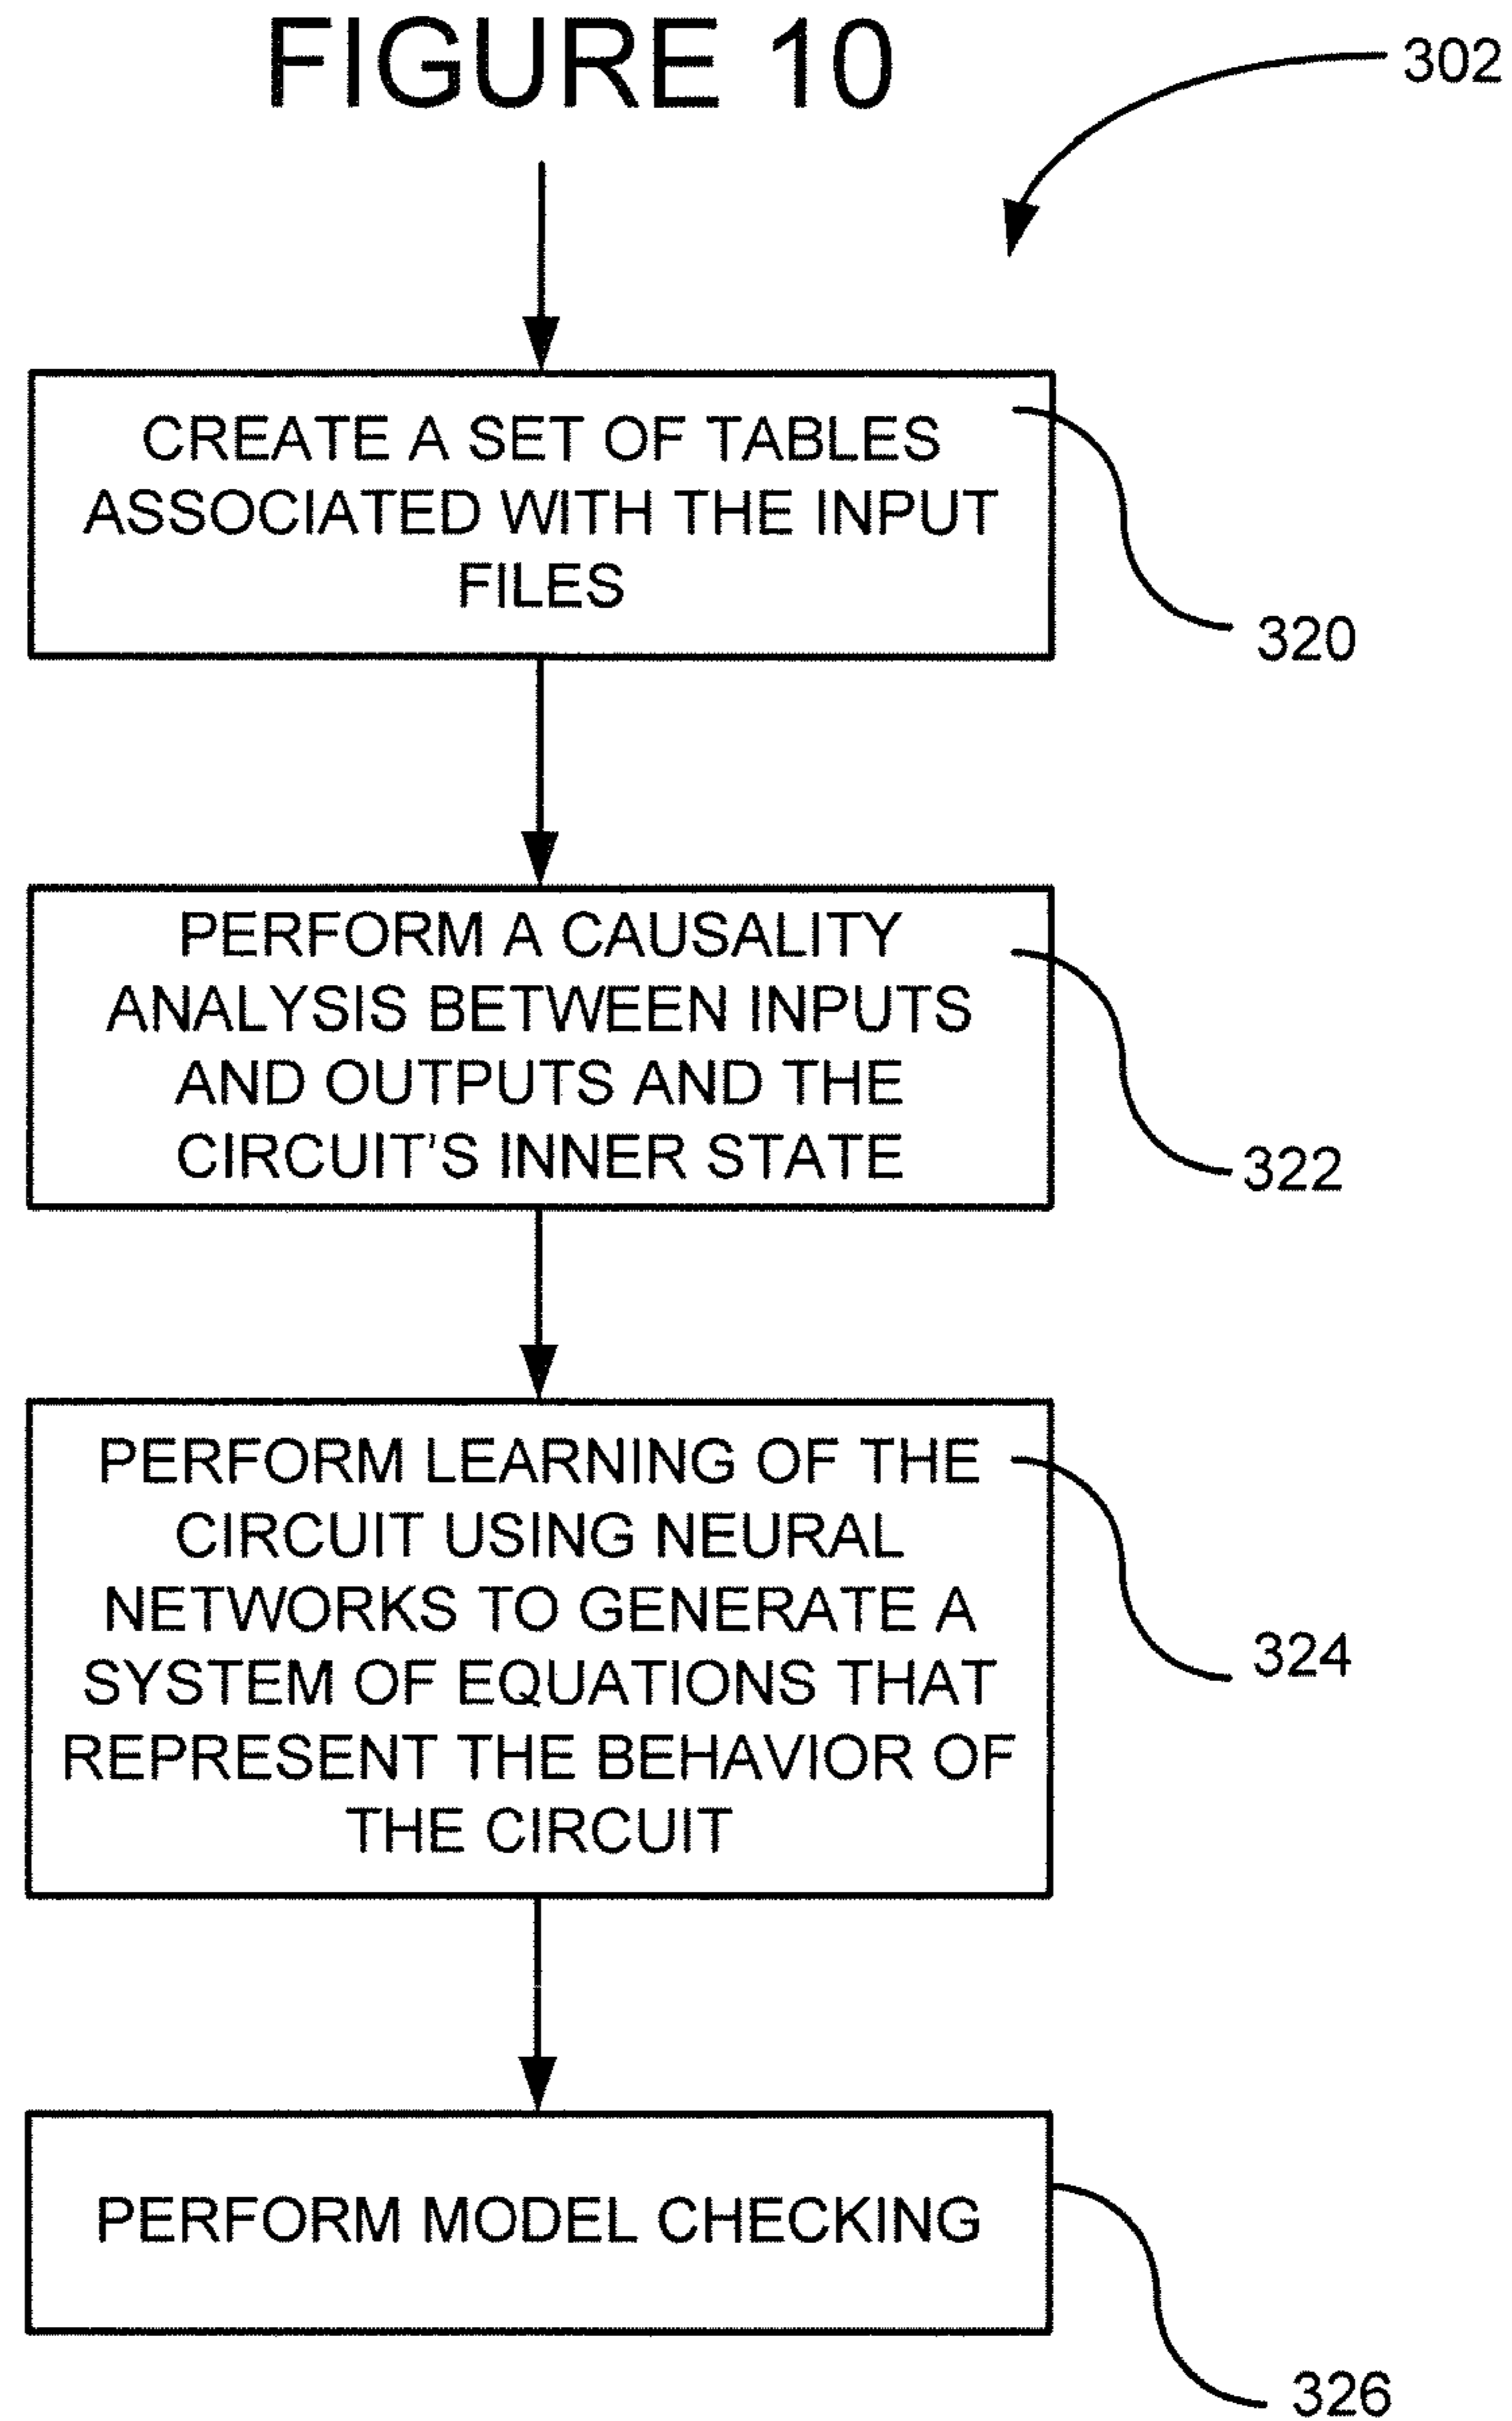 FIGURE 10
302
CREATE A SET OF TABLES
ASSOCIATED WITH THE INPUT
FILES
320
PERFORM A CAUSALITY
ANALYSIS BETWEEN INPUTS
AND OUTPUTS AND THE
CIRCUIT'S INNER STATE
322
PERFORM LEARNING OF THE
CIRCUIT USING NEURAL
NETWORKS TO GENERATE A
SYSTEM OF EQUATIONS THAT
REPRESENT THE BEHAVIOR OF
THE CIRCUIT
324
PERFORM MODEL CHECKING
326